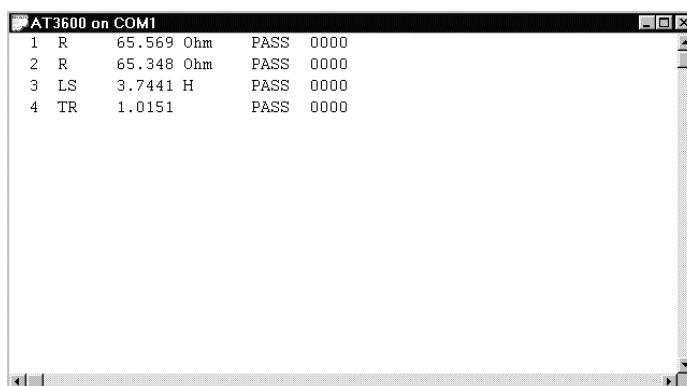 AT3600 on COM1
1 R 65.569 Ohm PASS 0000
2 R 65.348 Ohm PASS 0000
3 LS 3.7441 H PASS 0000
4 TR 1.0151 PASS 0000